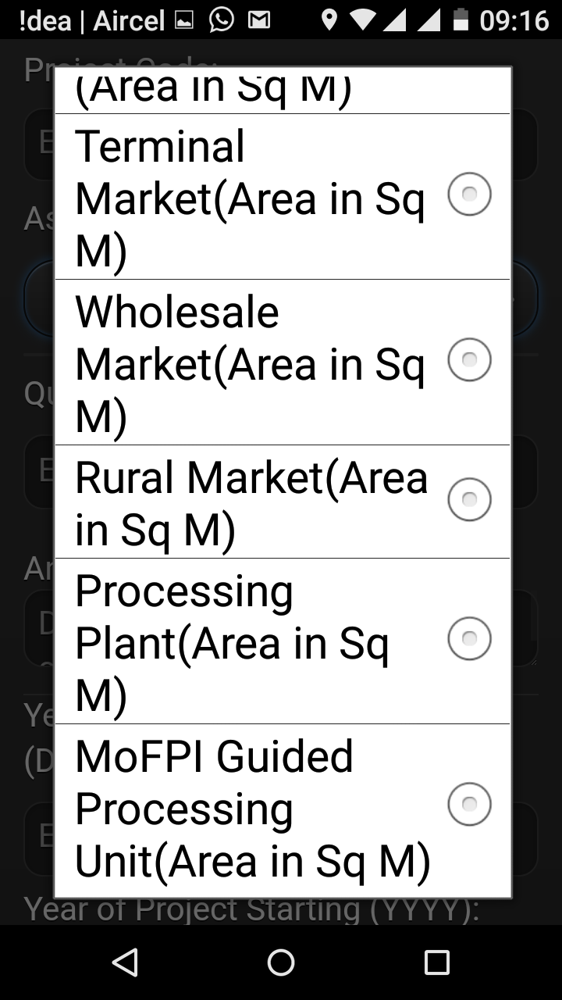 !dea | Aircel 09:16
Project Code:
(Area in Sq M)
Terminal
Market(Area in Sq
M)
Wholesale
Market(Area in Sq
M)
Rural Market(Area
in Sq M)
Processing
Plant(Area in Sq
M)
MoFPI Guided
Processing
Unit(Area in Sq M)
Year of Project Starting (YYYY):